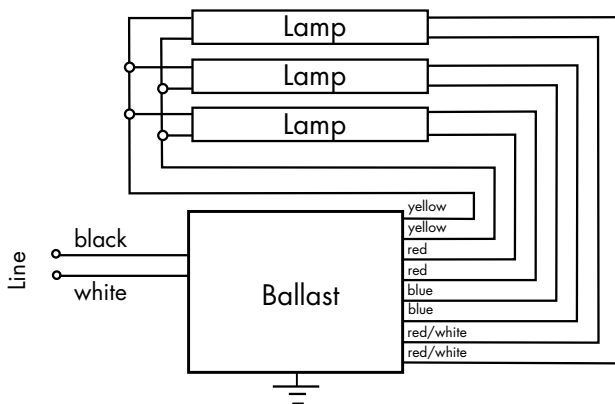 Lamp
Lamp
Lamp
yellow
yellow
red
red
blue
blue
red/white
red/white
black
white
Line
Ballast